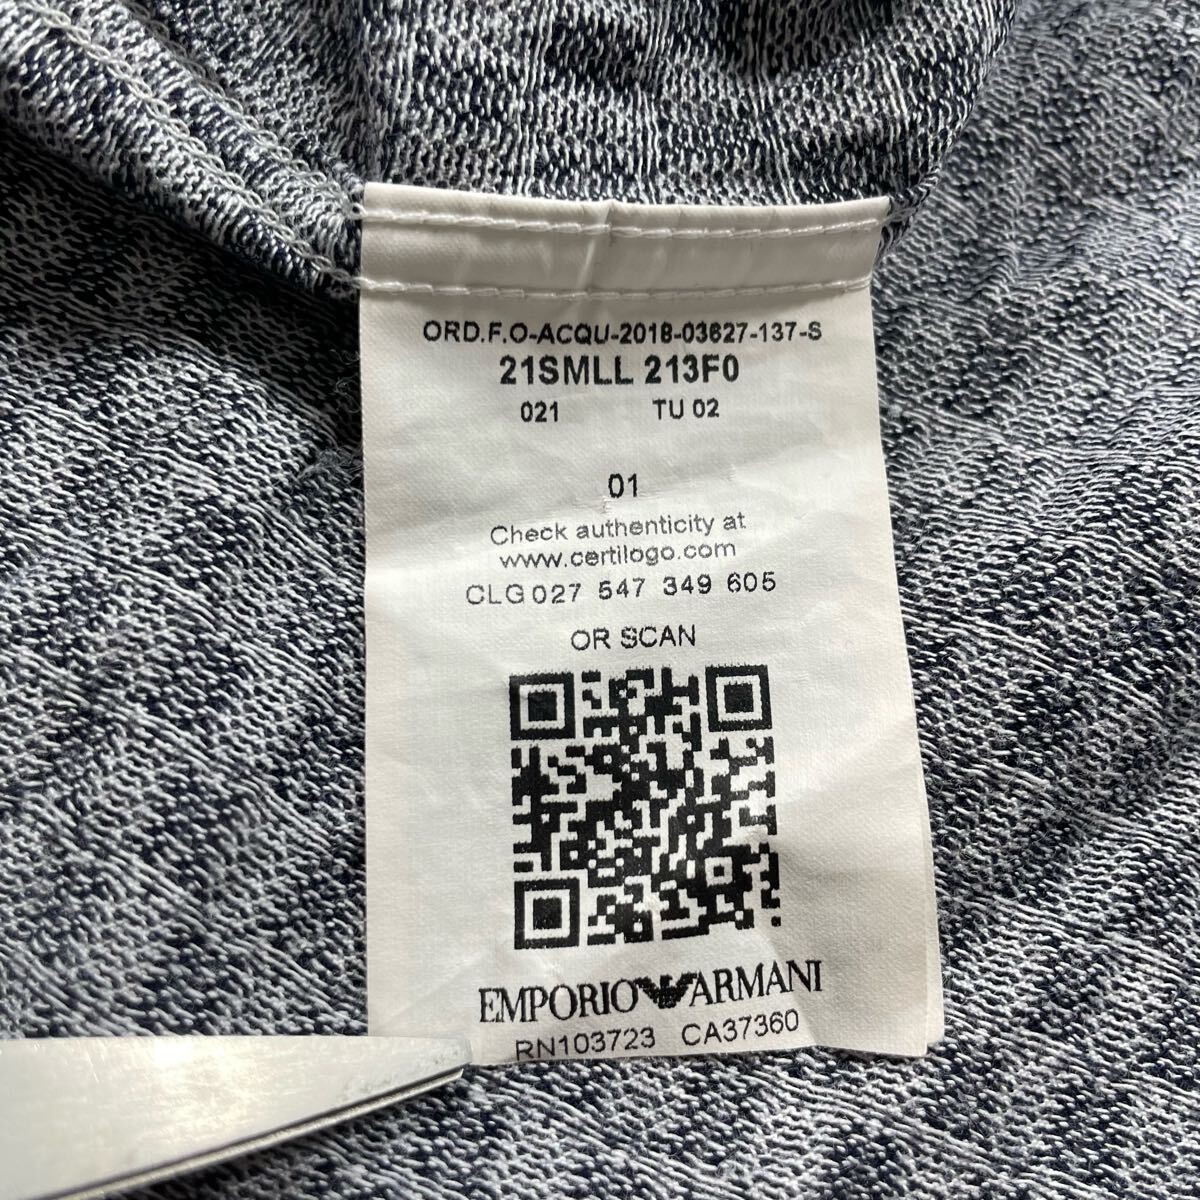 ORD.F.O-ACQU-2018-03627-137-S
21SMLL 213F0
021 TU 02
01
Check authenticity at
www.certilogo.com
CLG 027 547 349 605
OR SCAN
EMPORIO ARMANI
RN103723 CA37360